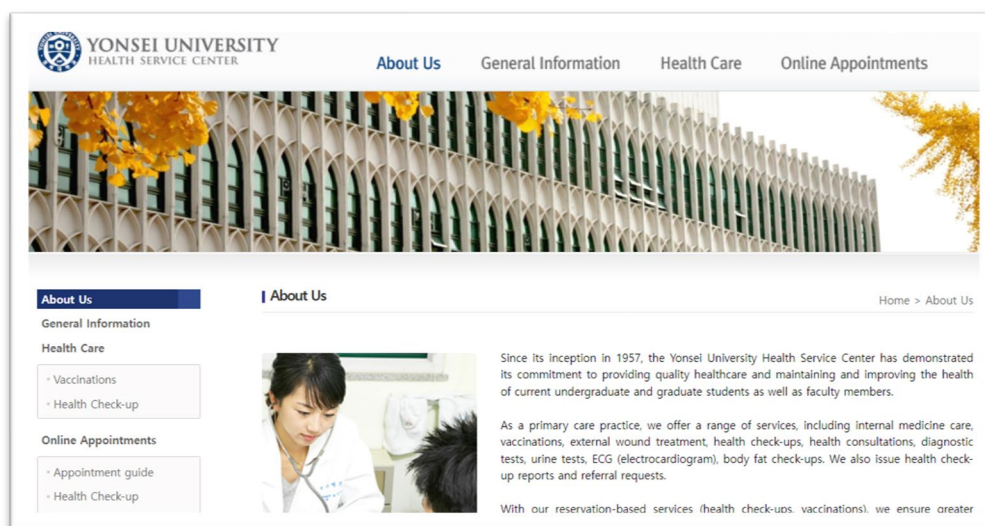 YONSEI UNIVERSITY
HEALTH SERVICE CENTER
About Us
General Information
Health Care
Online Appointments
About Us
General Information
Health Care
Vaccinations
Health Check-up
Online Appointments
Appointment guide
Health Check-up
About Us
Home > About Us
Since its inception in 1957, the Yonsei University Health Service Center has demonstrated
its commitment to providing quality healthcare and maintaining and improving the health
of current undergraduate and graduate students as well as faculty members.
As a primary care practice, we offer a range of services, including internal medicine care,
vaccinations, external wound treatment, health check-ups, health consultations, diagnostic
tests, urine tests, ECG (electrocardiogram), body fat check-ups. We also issue health check-
up reports and referral requests.
With our reservation-based services (health check-ups, vaccinations), we ensure greater